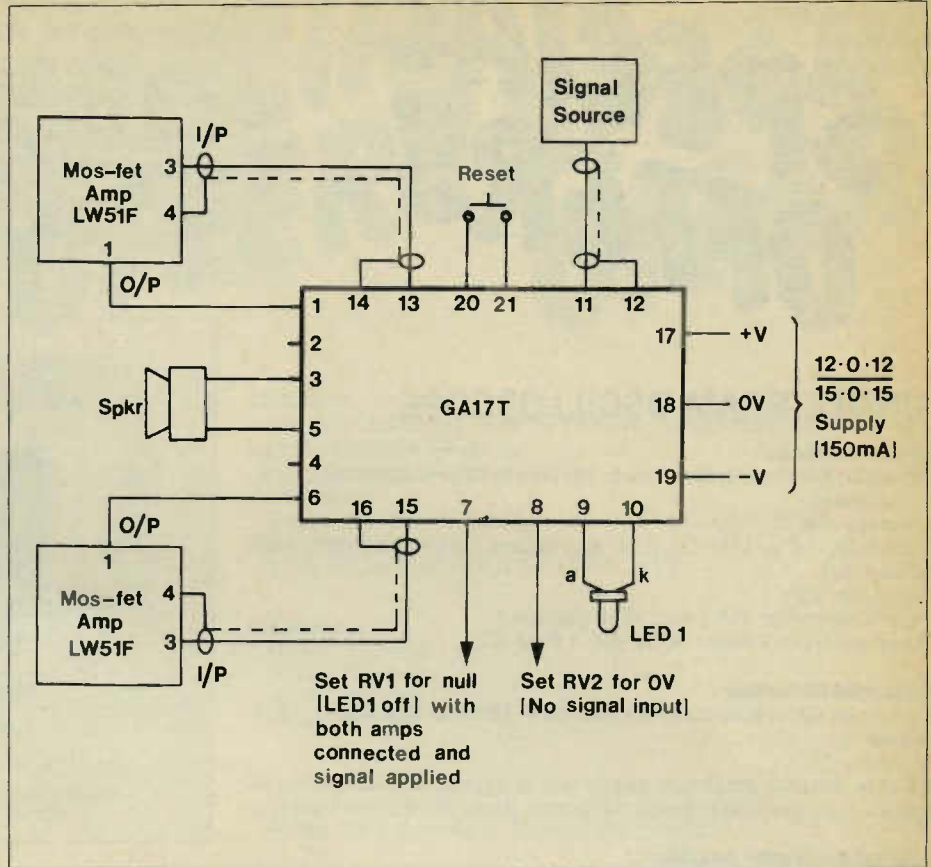 Signal
Source
I/P
Mos-fet
Amp
LW51F
3
4
1
O/P
Reset
14
13
20
21
11
12
1
2
3
5
4
6
Spkr
GA17T
17
+V
18
0V
19
-V
12·0·12
15·0·15
Supply
[150mA]
16
15
7
8
9
10
O/P
1
Mos-fet
Amp
LW51F
4
3
I/P
a
k
LED 1
Set RV1 for null
[LED1 off] with
both amps
connected and
signal applied
Set RV2 for 0V
[No signal input]